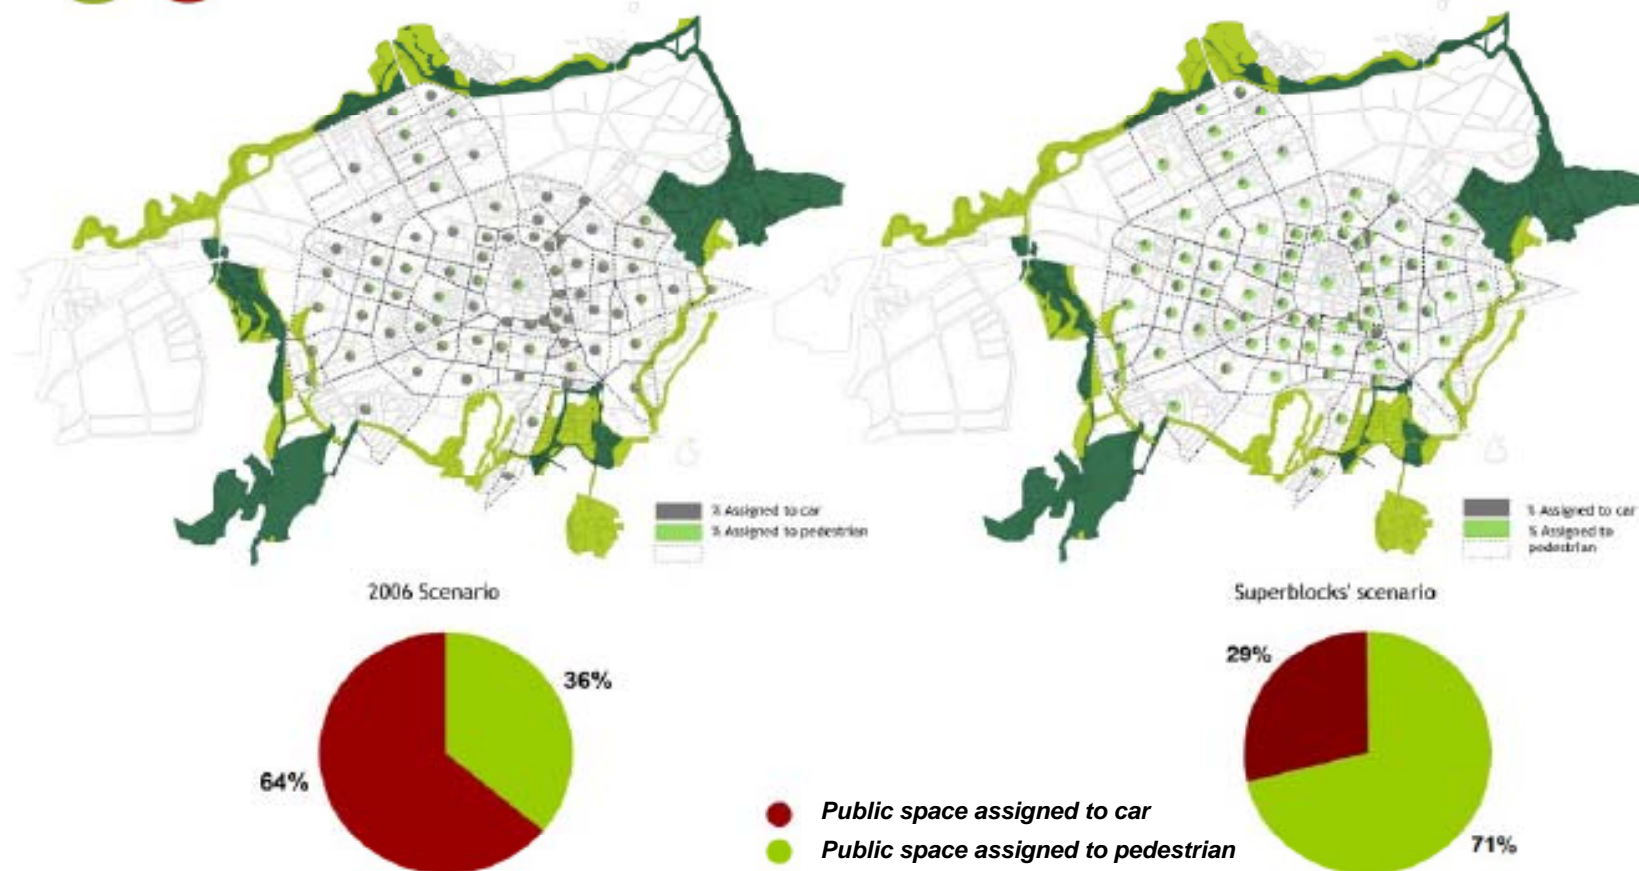 % Assigned to car
% Assigned to pedestrian
% Assigned to car
% Assigned to
pedestrian
2006 Scenario
Superblocks' scenario
36%
64%
29%
71%
Public space assigned to car
Public space assigned to pedestrian